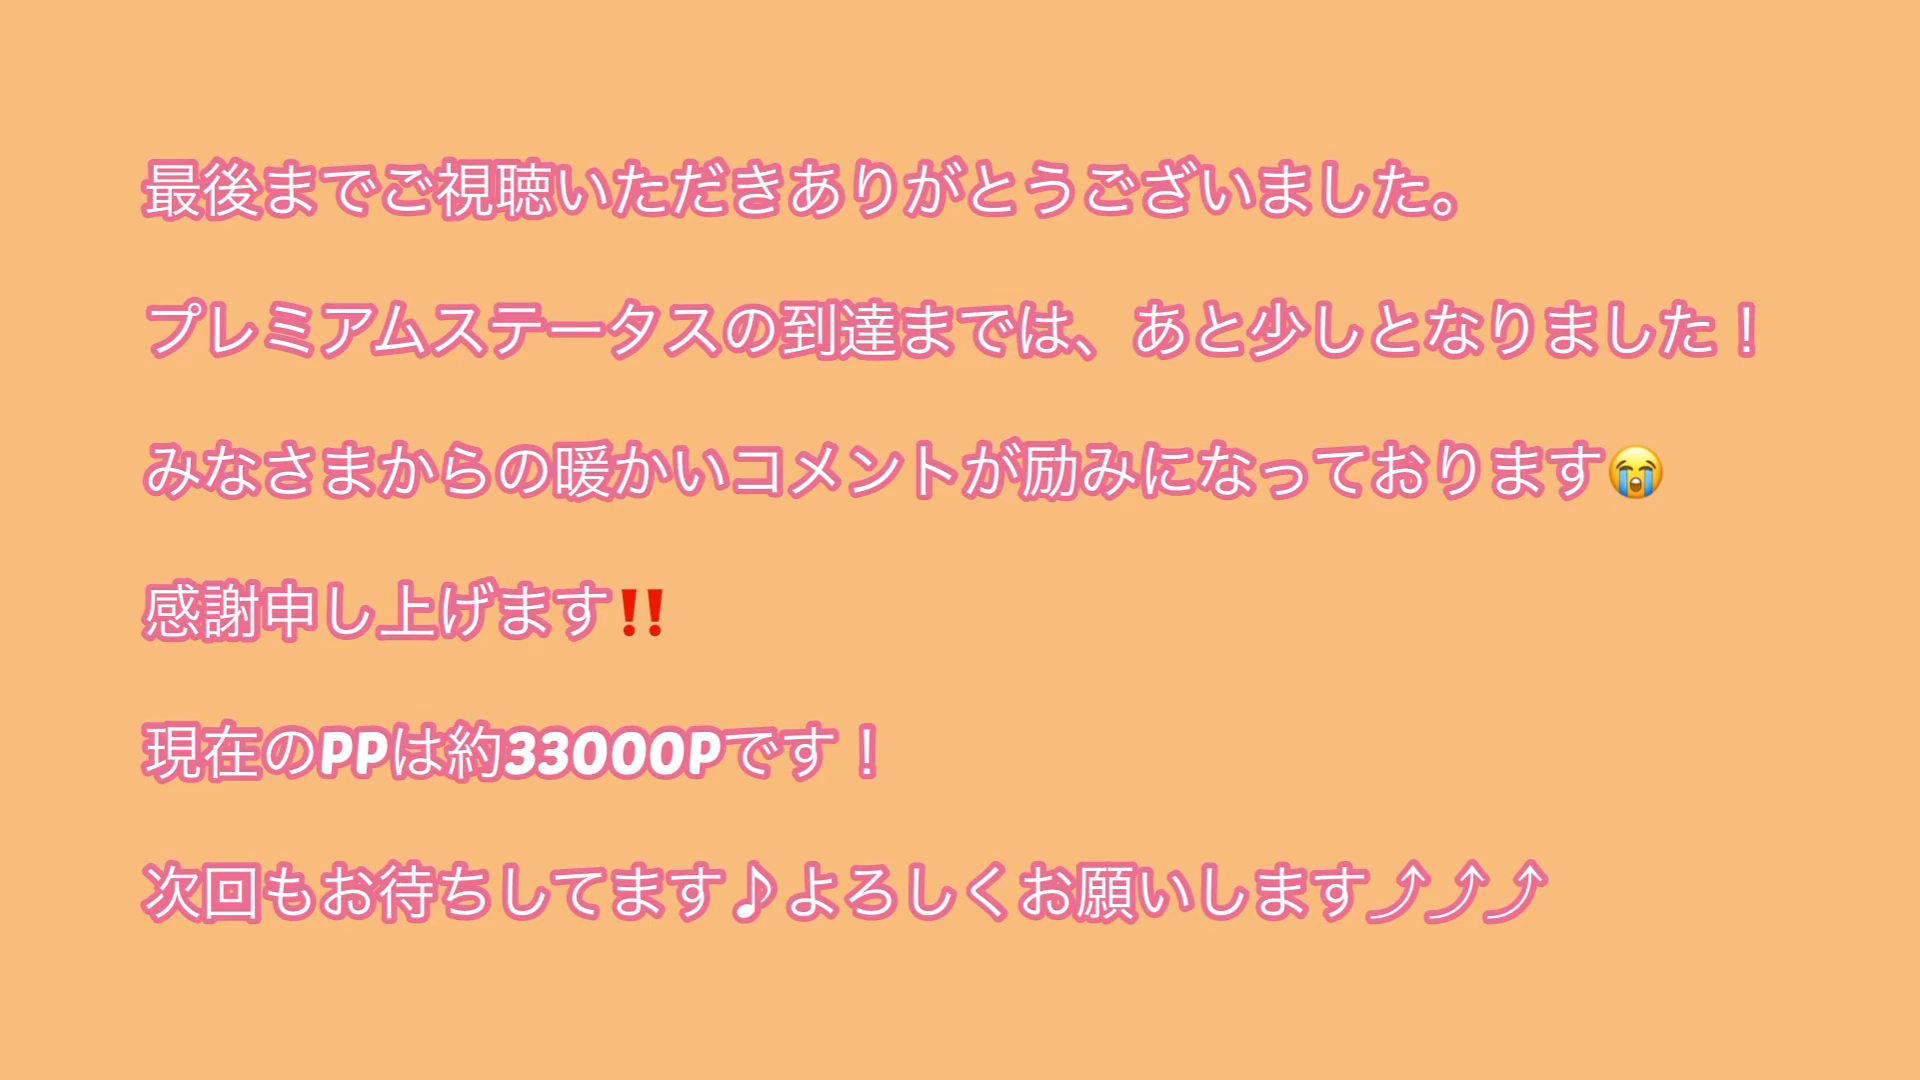 最後までご視聴いただきありがとうございました。
プレミアムステータスの到達までは、あと少しとなりました！
みなさまからの暖かいコメントが励みになっております😭
感謝申し上げます‼️
現在のPPは約33000Pです！
次回もお待ちしてます♪よろしくお願いします⤴⤴⤴